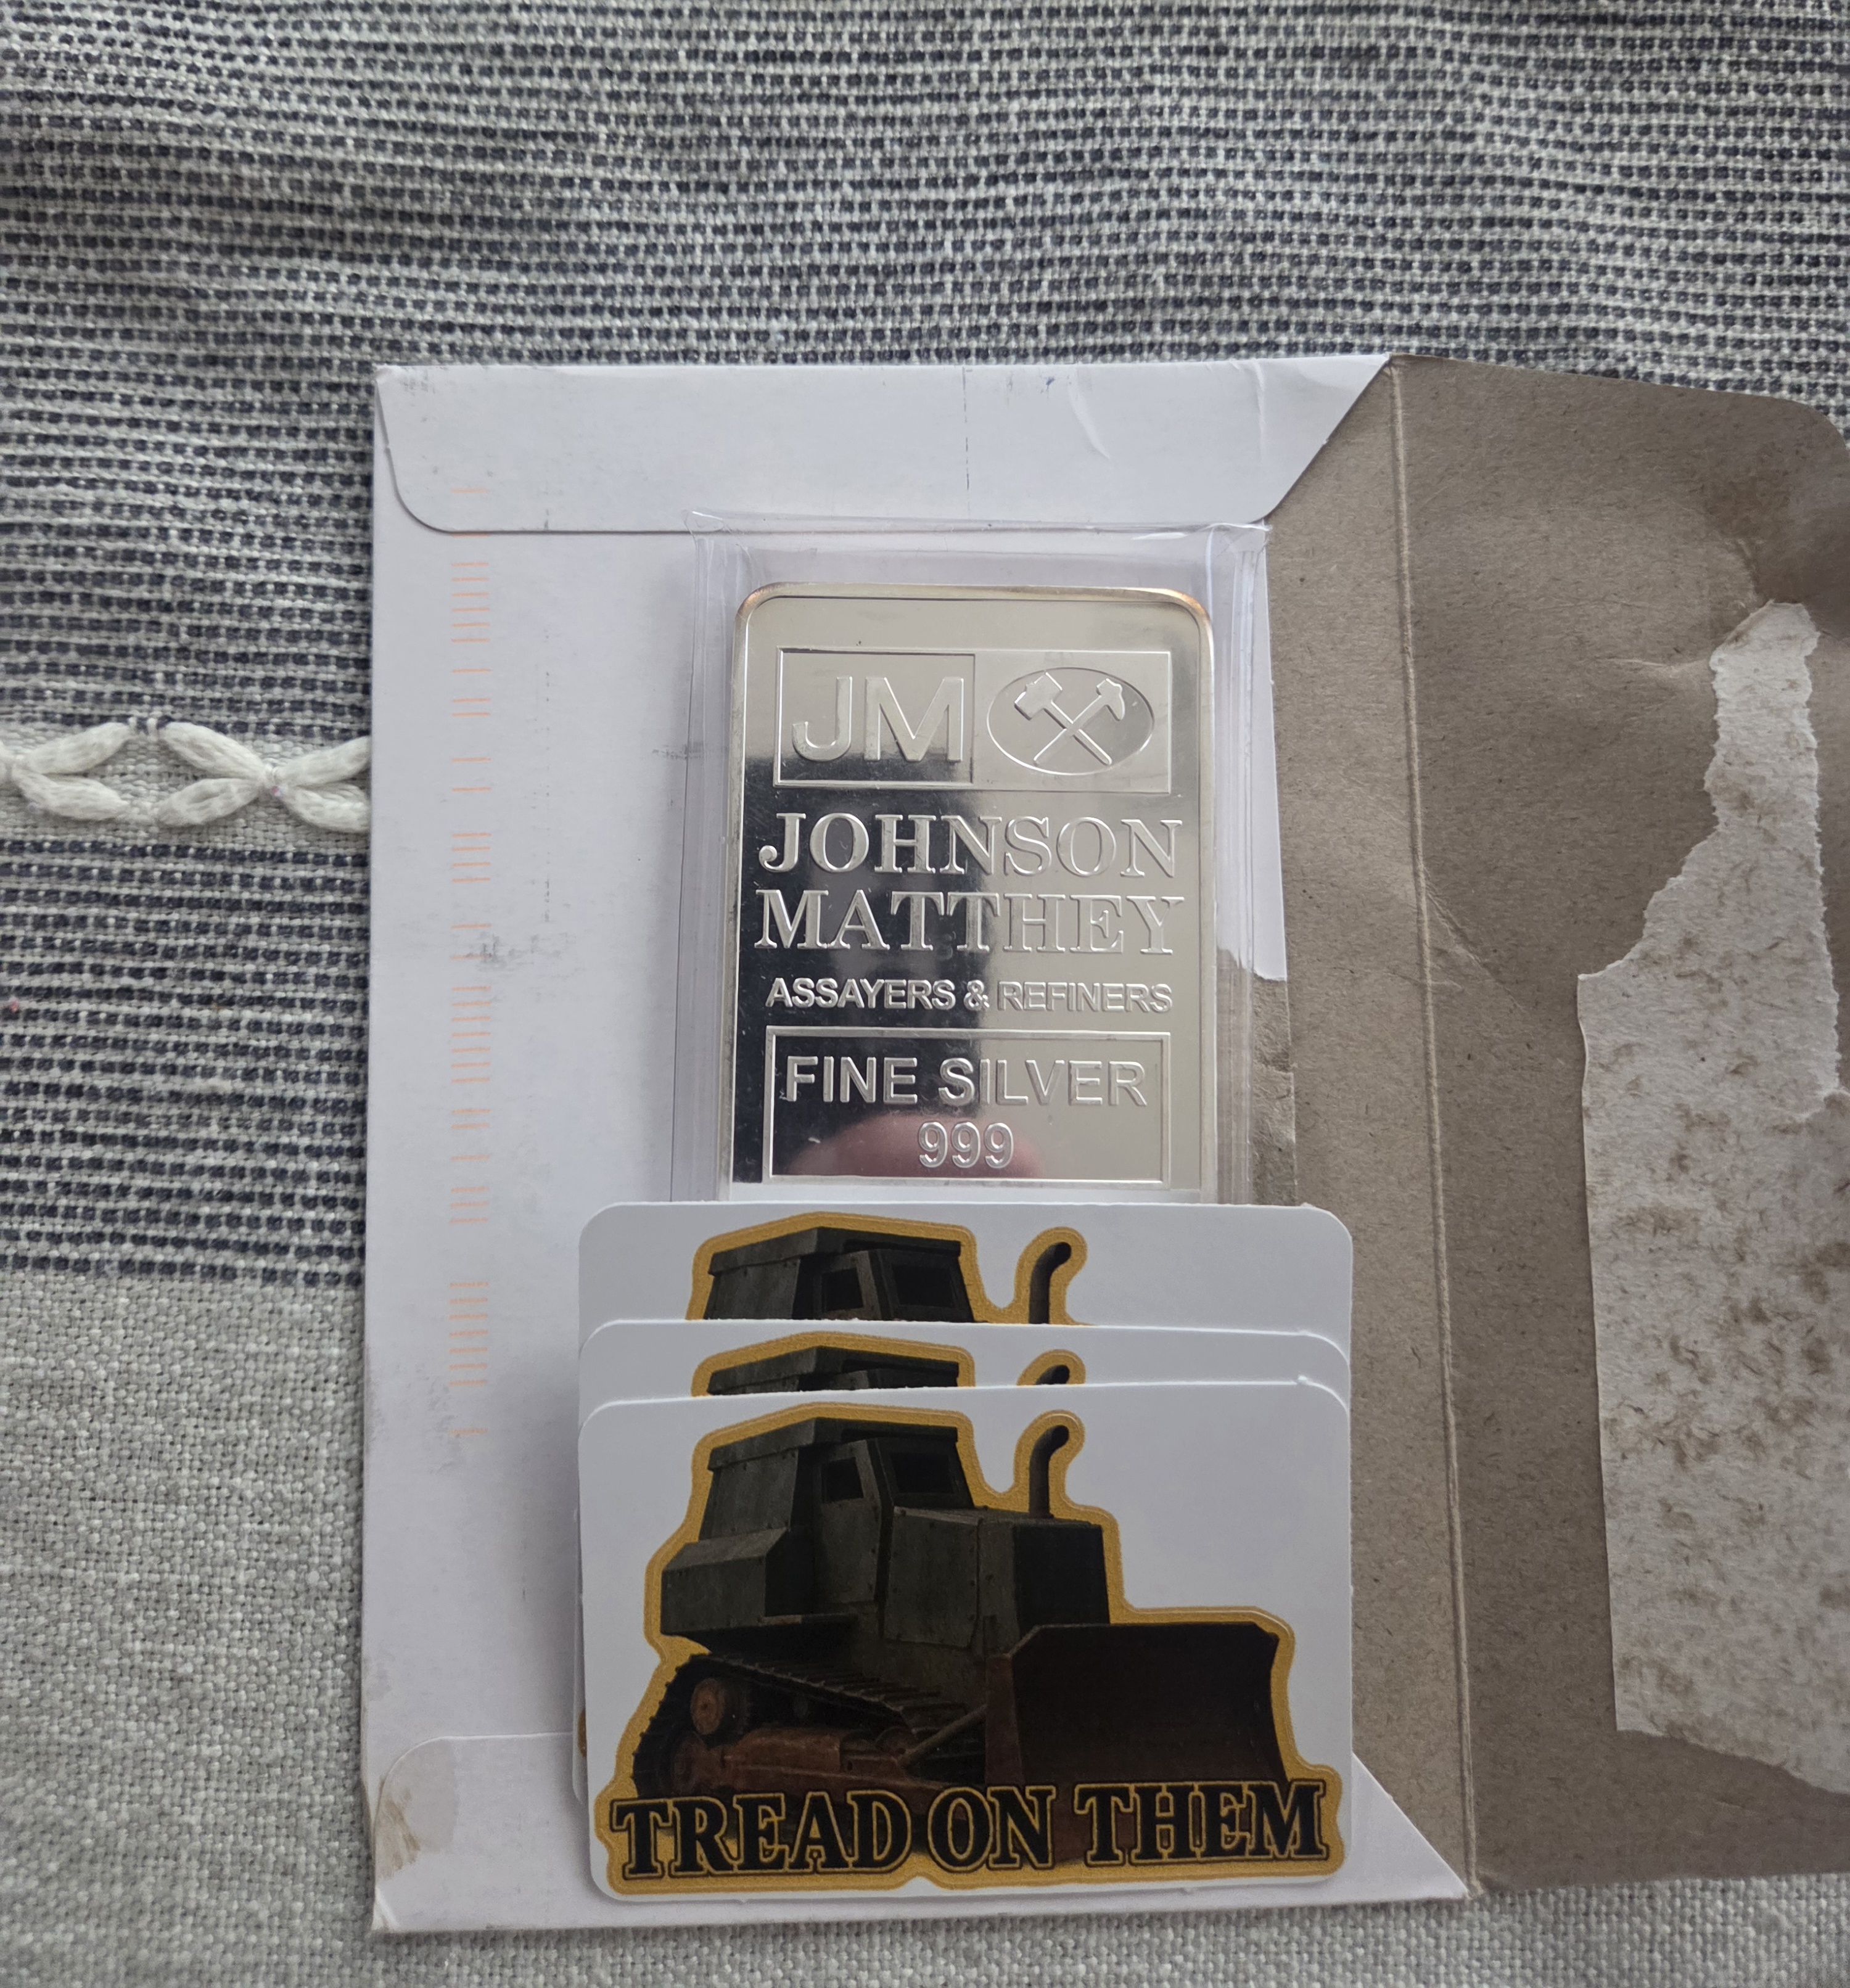 JM
JOHNSON
MATTHEY
ASSAYERS & REFINERS
FINE SILVER
999
TREAD ON THEM